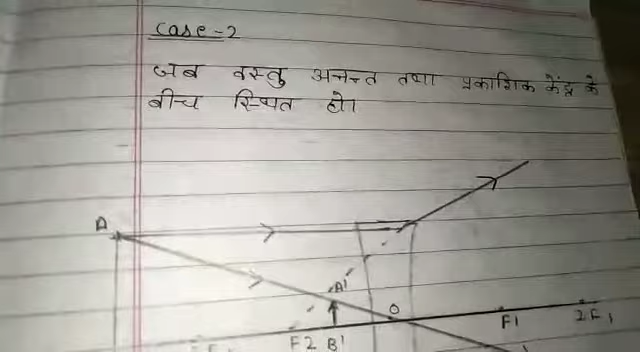 Case-2
जब वस्तु अनन्त तथा प्रकाशिक केंद्र के
बीच स्थित हो।
A
A'
O
F1
2F1
F2
B'